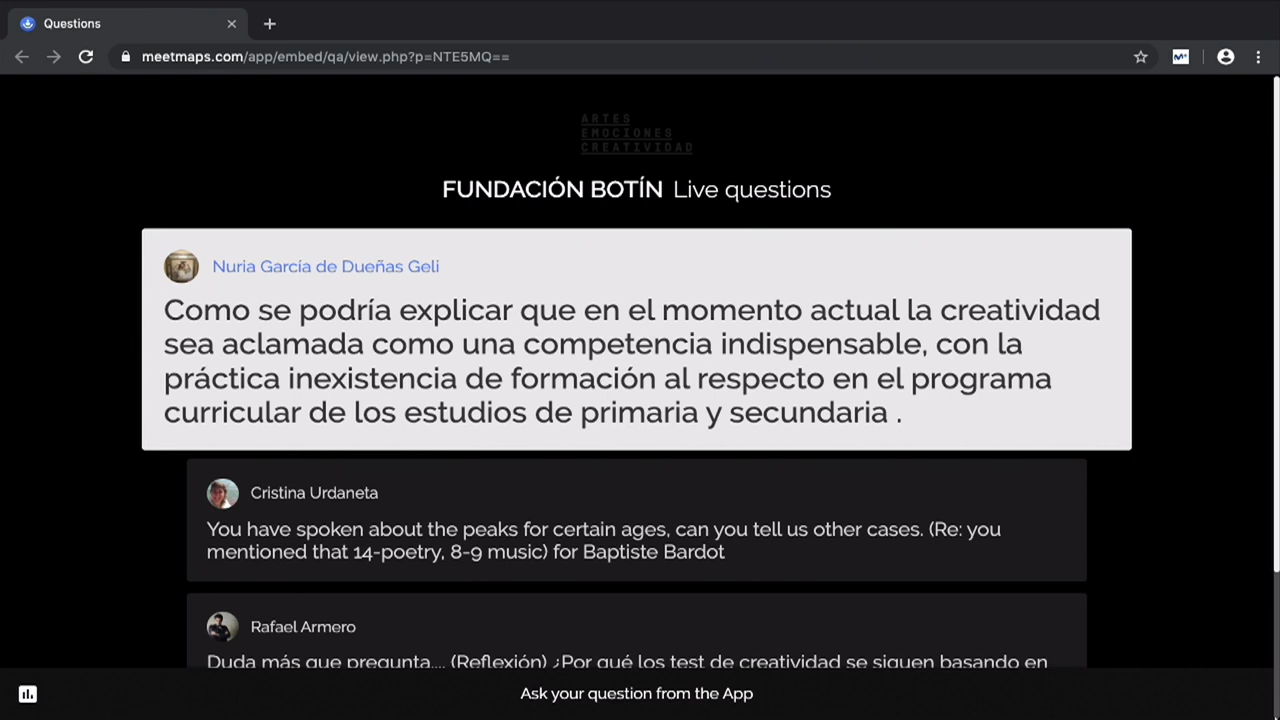 Questions
meetmaps.com/app/embed/qa/view.php?p=NTE5MQ==
ARTES
EMOCIONES
CREATIVIDAD
FUNDACIÓN BOTÍN Live questions
Nuria García de Dueñas Geli
Como se podría explicar que en el momento actual la creatividad
sea aclamada como una competencia indispensable, con la
práctica inexistencia de formación al respecto en el programa
curricular de los estudios de primaria y secundaria .
Cristina Urdaneta
You have spoken about the peaks for certain ages, can you tell us other cases. (Re: you
mentioned that 14-poetry, 8-9 music) for Baptiste Bardot
Rafael Armero
Duda más que pregunta.... (Reflexión) ¿Por qué los test de creatividad se siguen basando en
Ask your question from the App